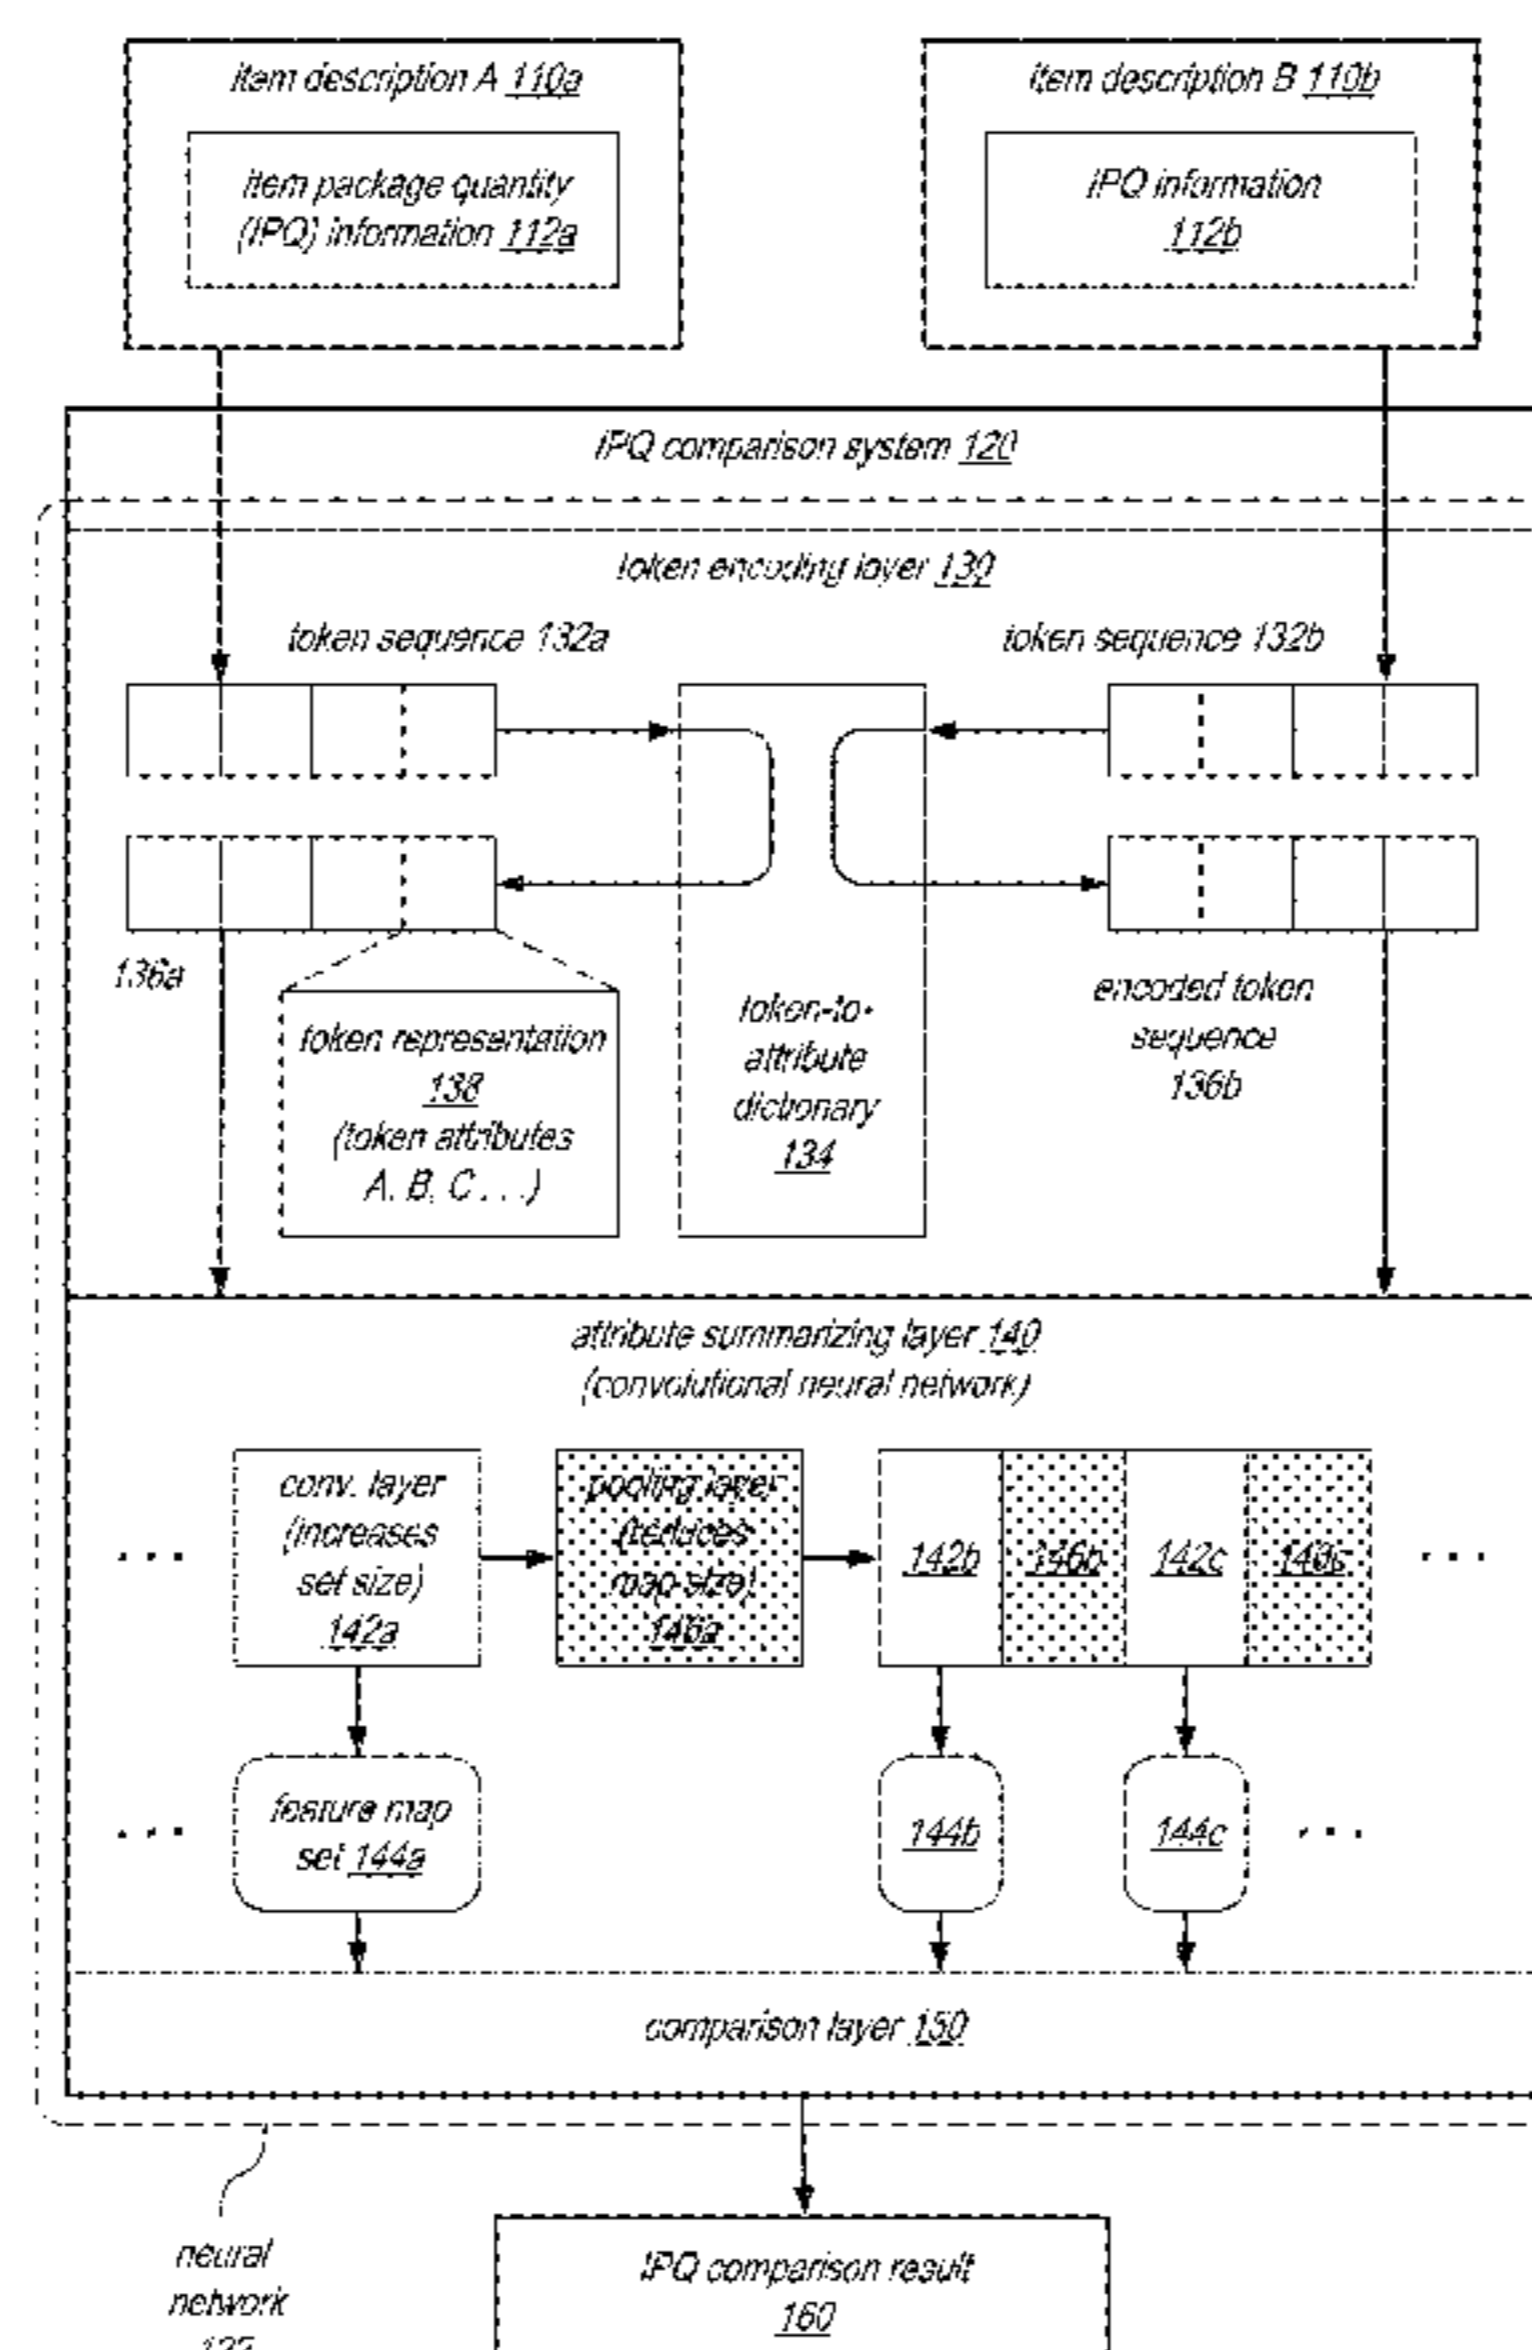 item description A 110a
item package quantity
(IPQ) information 112a
item description B 110b
IPQ information
112b
IPQ comparison system 120
token encoding layer 130
token sequence 132a
token sequence 132b
136a
token representation
138
(token attributes
A, B, C . . .)
token-to-
attribute
dictionary
134
encoded token
sequence
136b
attribute summarizing layer 140
(convolutional neural network)
. . .
conv. layer
(increases
set size)
142a
pooling layer
(reduces
map size)
146a
142b
146b
142c
146c
. . .
. . .
feature map
set 144a
144b
144c
. . .
comparison layer 150
neural
network
IPQ comparison result
160